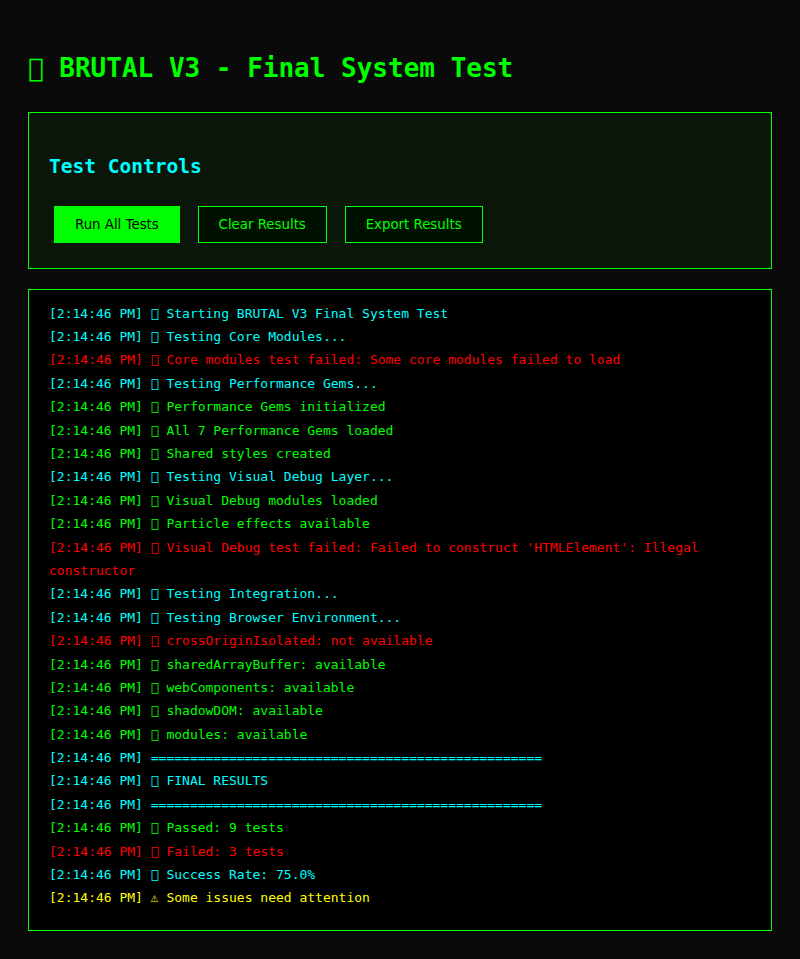 ▯ BRUTAL V3 - Final System Test
Test Controls
Run All Tests
Clear Results
Export Results
[2:14:46 PM] ▯ Starting BRUTAL V3 Final System Test
[2:14:46 PM] ▯ Testing Core Modules...
[2:14:46 PM] ▯ Core modules test failed: Some core modules failed to load
[2:14:46 PM] ▯ Testing Performance Gems...
[2:14:46 PM] ▯ Performance Gems initialized
[2:14:46 PM] ▯ All 7 Performance Gems loaded
[2:14:46 PM] ▯ Shared styles created
[2:14:46 PM] ▯ Testing Visual Debug Layer...
[2:14:46 PM] ▯ Visual Debug modules loaded
[2:14:46 PM] ▯ Particle effects available
[2:14:46 PM] ▯ Visual Debug test failed: Failed to construct 'HTMLElement': Illegal
constructor
[2:14:46 PM] ▯ Testing Integration...
[2:14:46 PM] ▯ Testing Browser Environment...
[2:14:46 PM] ▯ crossOriginIsolated: not available
[2:14:46 PM] ▯ sharedArrayBuffer: available
[2:14:46 PM] ▯ webComponents: available
[2:14:46 PM] ▯ shadowDOM: available
[2:14:46 PM] ▯ modules: available
[2:14:46 PM] ==================================================
[2:14:46 PM] ▯ FINAL RESULTS
[2:14:46 PM] ==================================================
[2:14:46 PM] ▯ Passed: 9 tests
[2:14:46 PM] ▯ Failed: 3 tests
[2:14:46 PM] ▯ Success Rate: 75.0%
[2:14:46 PM] ⚠ Some issues need attention